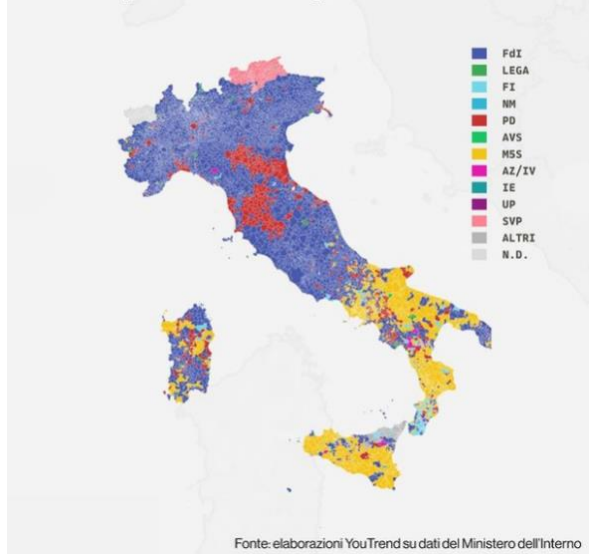 FdI
LEGA
FI
NM
PD
AVS
M5S
AZ/IV
IE
UP
SVP
ALTRI
N.D.
Fonte: elaborazioni YouTrend su dati del Ministero dell'Interno